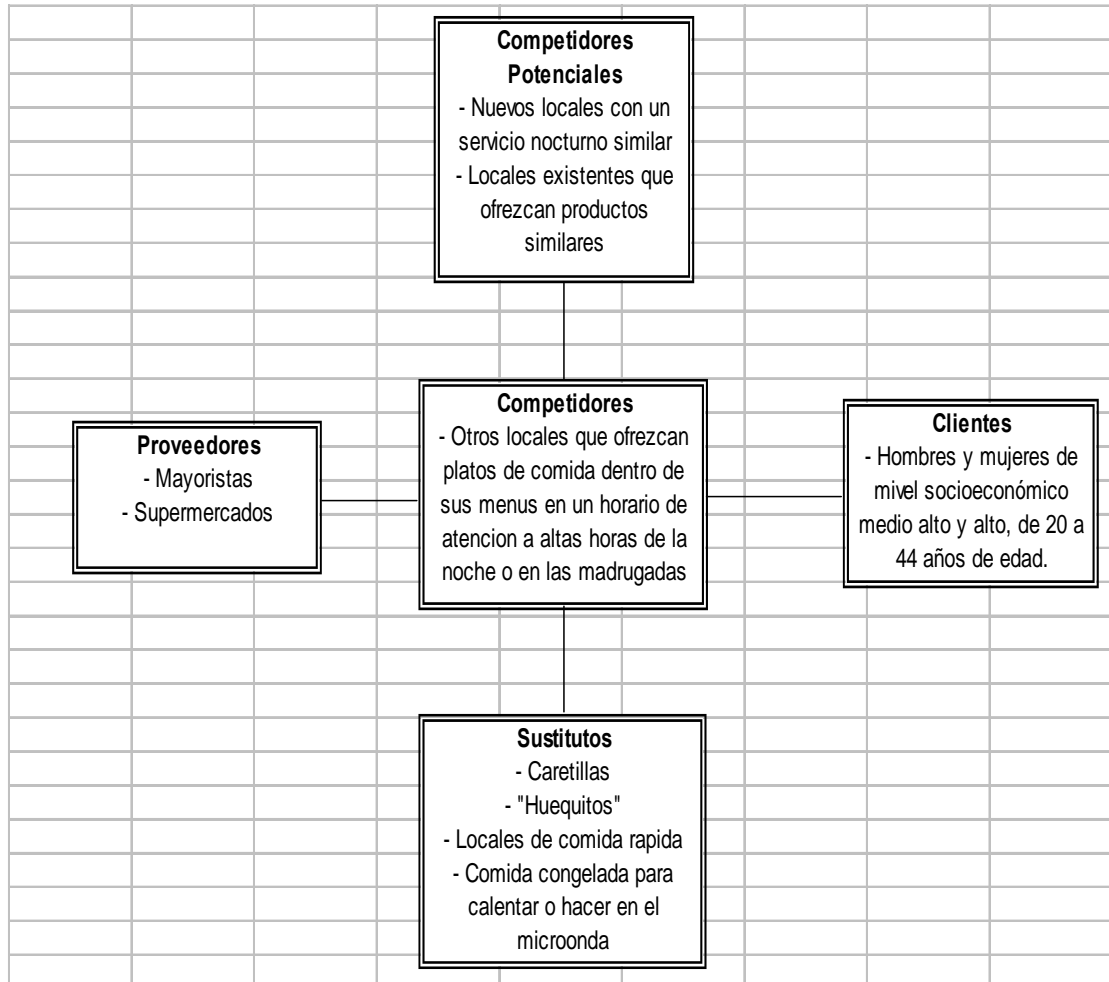 Competidores
Potenciales
- Nuevos locales con un
servicio nocturno similar
- Locales existentes que
ofrezcan productos
similares
Proveedores
- Mayoristas
- Supermercados
Competidores
- Otros locales que ofrezcan
platos de comida dentro de
sus menus en un horario de
atencion a altas horas de la
noche o en las madrugadas
Clientes
- Hombres y mujeres de
mivel socioeconómico
medio alto y alto, de 20 a
44 años de edad.
Sustitutos
- Caretillas
- "Huequitos"
- Locales de comida rapida
- Comida congelada para
calentar o hacer en el
microonda